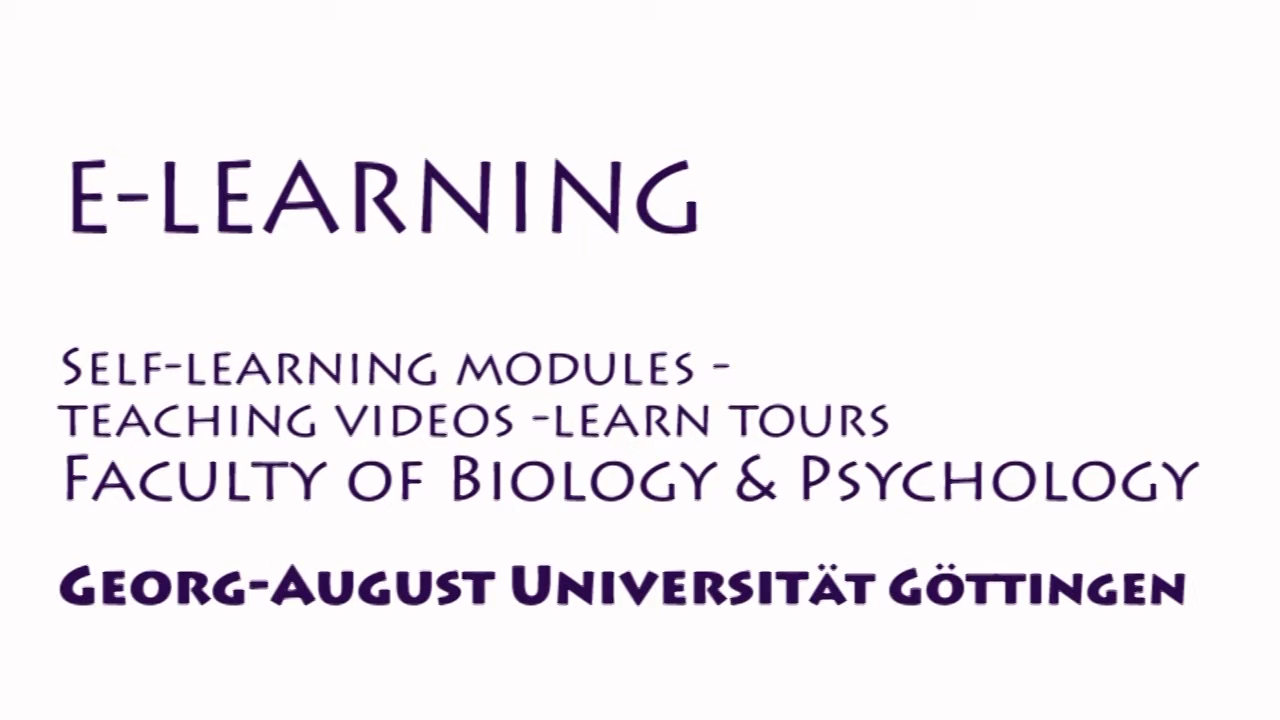 E-LEARNING
SELF-LEARNING MODULES -
TEACHING VIDEOS -LEARN TOURS
FACULTY OF BIOLOGY & PSYCHOLOGY
GEORG-AUGUST UNIVERSITÄT GÖTTINGEN